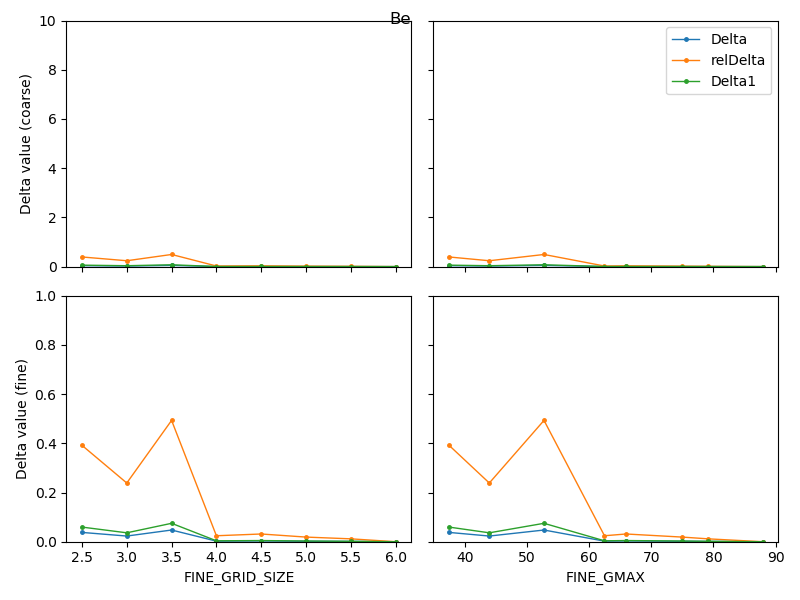 Be
Delta value (coarse)
10
8
6
4
2
0
Delta
relDelta
Delta1
Delta value (fine)
1.0
0.8
0.6
0.4
0.2
0.0
2.5 3.0 3.5 4.0 4.5 5.0 5.5 6.0
FINE_GRID_SIZE
40 50 60 70 80 90
FINE_GMAX